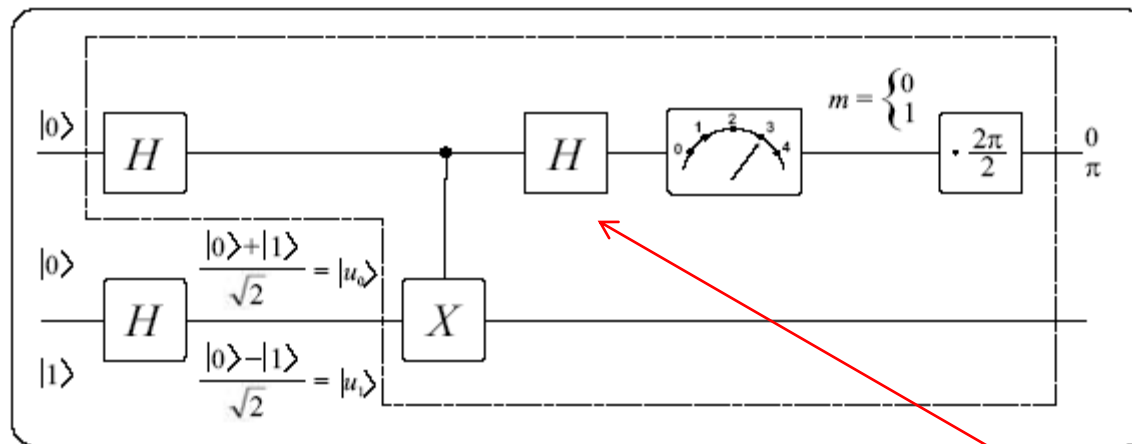 m = {0 1
|0⟩ H H 0 1 2 3 4 · 2π/2 0 π
|0⟩ |0⟩+|1⟩/√2 = |u₀⟩
H X
|1⟩ |0⟩−|1⟩/√2 = |u₁⟩